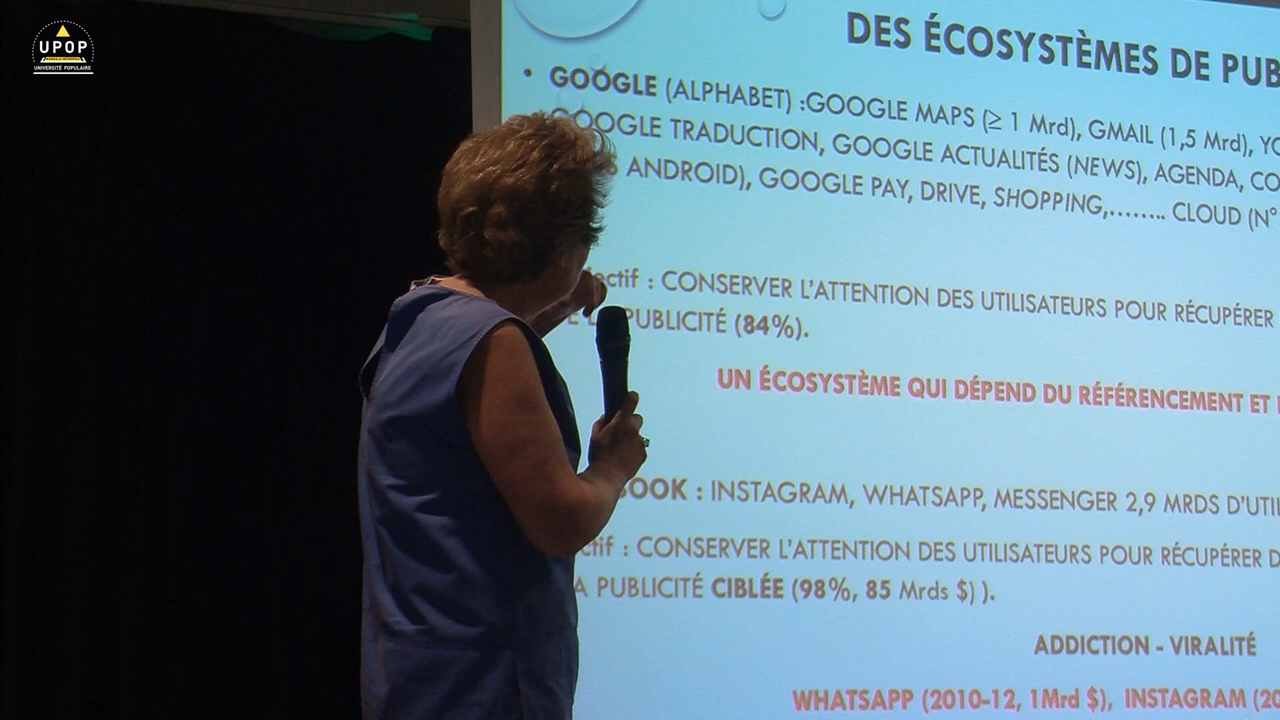 UPOP
UNIVERSITÉ POPULAIRE
DES ÉCOSYSTÈMES DE PUB
• GOOGLE (ALPHABET) :GOOGLE MAPS (≥ 1 Mrd), GMAIL (1,5 Mrd), YO
GOOGLE TRADUCTION, GOOGLE ACTUALITÉS (NEWS), AGENDA, CO
ANDROID), GOOGLE PAY, DRIVE, SHOPPING,........ CLOUD (N°
ectif : CONSERVER L'ATTENTION DES UTILISATEURS POUR RÉCUPÉRER
PUBLICITÉ (84%).
UN ÉCOSYSTÈME QUI DÉPEND DU RÉFÉRENCEMENT ET
BOOK : INSTAGRAM, WHATSAPP, MESSENGER 2,9 MRDS D'UTIL
ctif : CONSERVER L'ATTENTION DES UTILISATEURS POUR RÉCUPÉRER D
A PUBLICITÉ CIBLÉE (98%, 85 Mrds $) ).
ADDICTION - VIRALITÉ
WHATSAPP (2010-12, 1Mrd $), INSTAGRAM (20